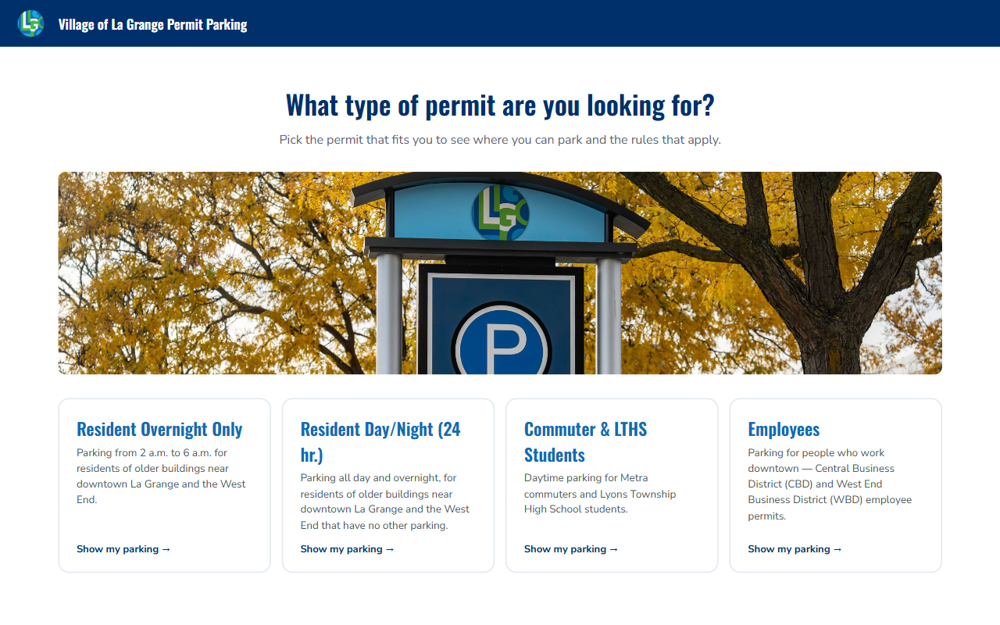 LG
Village of La Grange Permit Parking
What type of permit are you looking for?
Pick the permit that fits you to see where you can park and the rules that apply.
LLG
P
Resident Overnight Only
Parking from 2 a.m. to 6 a.m. for
residents of older buildings near
downtown La Grange and the West
End.
Show my parking →
Resident Day/Night (24
hr.)
Parking all day and overnight, for
residents of older buildings near
downtown La Grange and the West
End that have no other parking.
Show my parking →
Commuter & LTHS
Students
Daytime parking for Metra
commuters and Lyons Township
High School students.
Show my parking →
Employees
Parking for people who work
downtown — Central Business
District (CBD) and West End
Business District (WBD) employee
permits.
Show my parking →